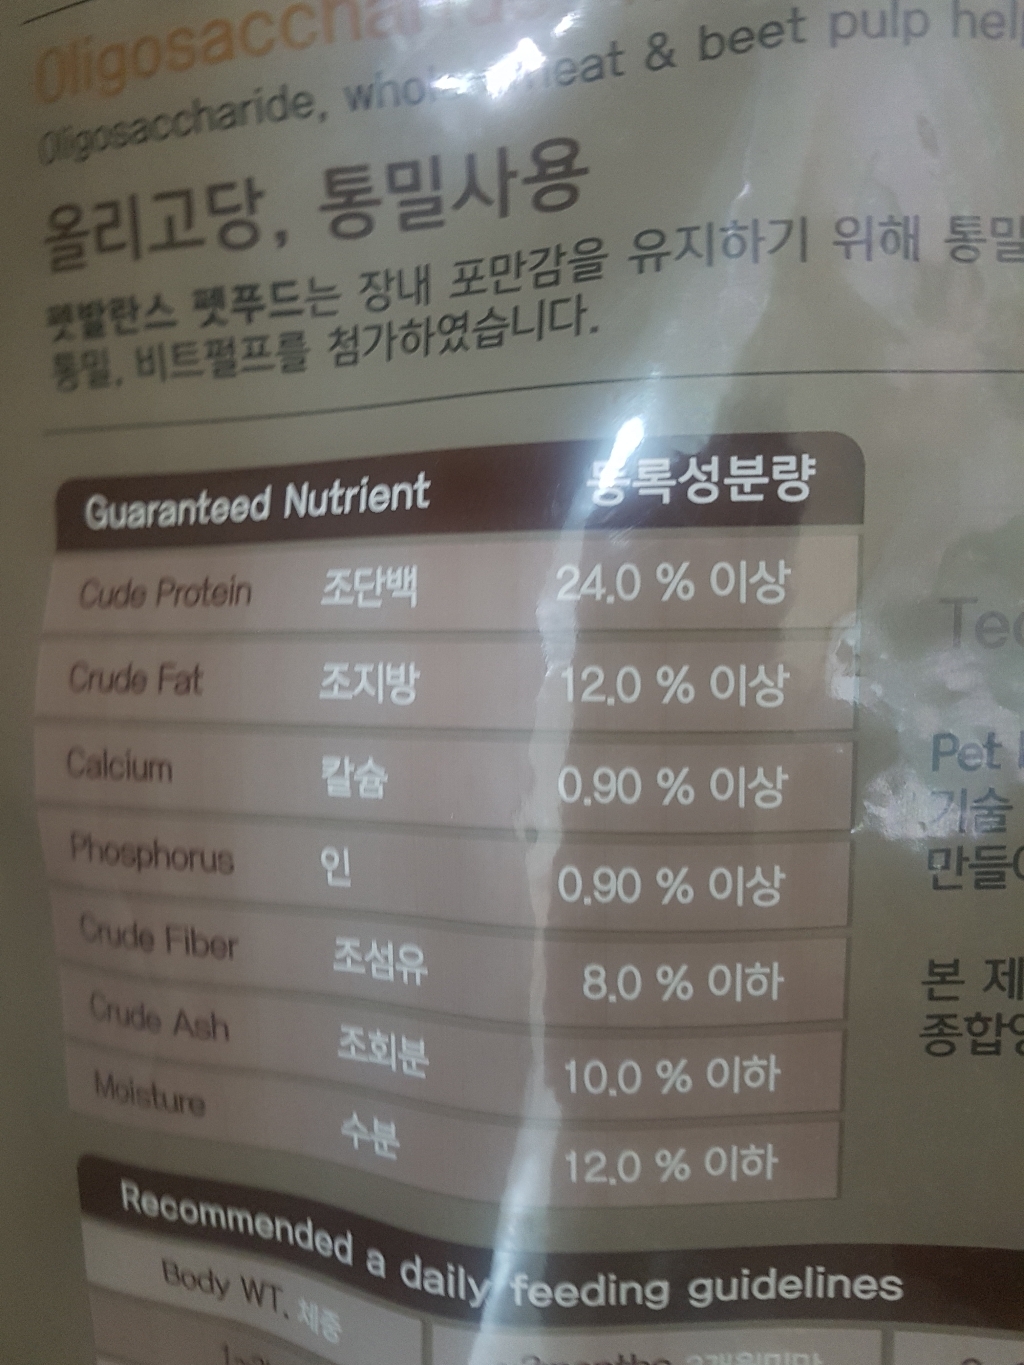 Oligosaccharide
Oligosaccharide, whole wheat & beet pulp hel
올리고당, 통밀사용
펫발란스 펫푸드는 장내 포만감을 유지하기 위해 통밀
통밀, 비트펄프를 첨가하였습니다.
Guaranteed Nutrient 등록성분량
Cude Protein 조단백 24.0 % 이상
Crude Fat 조지방 12.0 % 이상
Calcium 칼슘 0.90 % 이상
Phosphorus 인 0.90 % 이상
Crude Fiber 조섬유 8.0 % 이하
Crude Ash 조회분 10.0 % 이하
Moisture 수분 12.0 % 이하
Tec
Pet
기술
만들
본 제
종합영
Recommended a daily feeding guidelines
Body WT. 체중